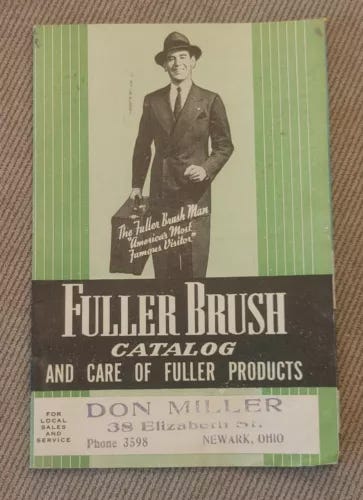 The Fuller Brush Man
"America's Most
Famous Visitor"
FULLER BRUSH
CATALOG
AND CARE OF FULLER PRODUCTS
FOR
LOCAL
SALES
AND
SERVICE
DON MILLER
38 Elizabeth St.
Phone 3598 NEWARK, OHIO